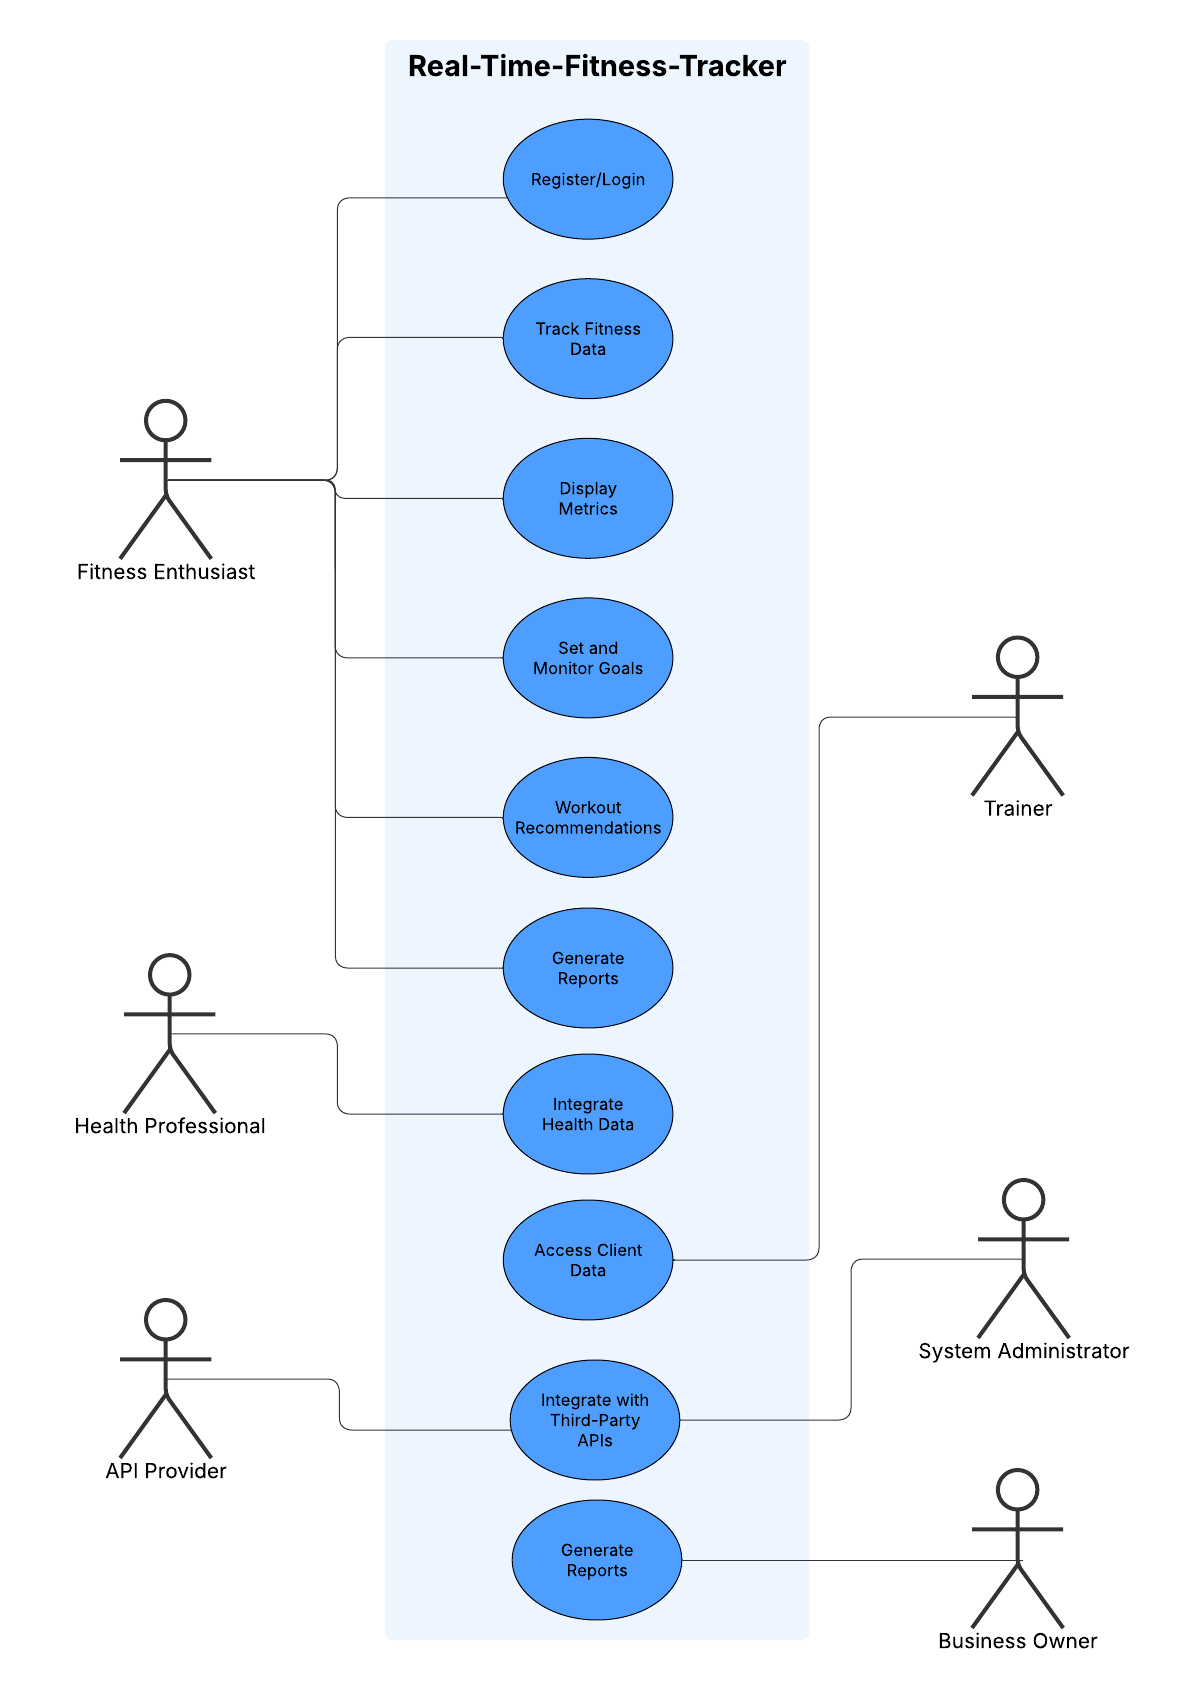 Real-Time-Fitness-Tracker
Register/Login
Track Fitness
Data
Display
Metrics
Fitness Enthusiast
Set and
Monitor Goals
Trainer
Workout
Recommendations
Generate
Reports
Health Professional
Integrate
Health Data
Access Client
Data
System Administrator
API Provider
Integrate with
Third-Party
APIs
Generate
Reports
Business Owner